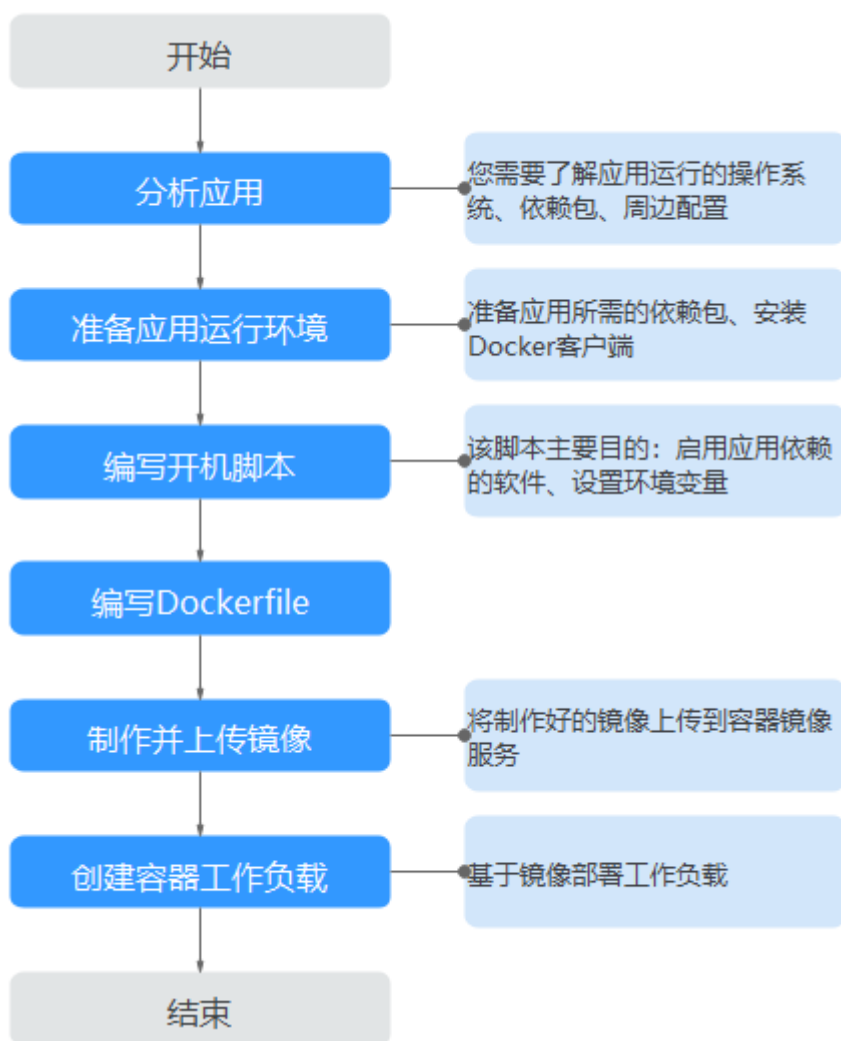 开始
分析应用
您需要了解应用运行的操作系
统、依赖包、周边配置
准备应用运行环境
准备应用所需的依赖包、安装
Docker客户端
编写开机脚本
该脚本主要目的：启用应用依赖
的软件、设置环境变量
编写Dockerfile
制作并上传镜像
将制作好的镜像上传到容器镜像
服务
创建容器工作负载
基于镜像部署工作负载
结束